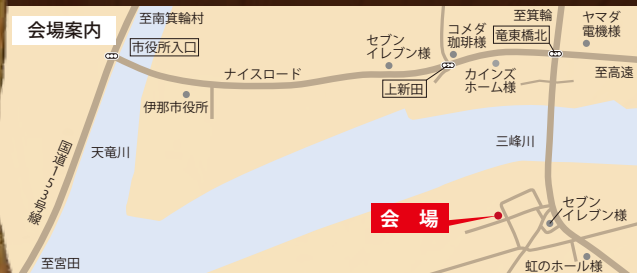 会場案内
至南箕輪村
市役所入口
ナイスロード
伊那市役所
国道153号線
天竜川
至宮田
セブン
イレブン様
コメダ
珈琲様
上新田
カインズ
ホーム様
至箕輪
竜東橋北
ヤマダ
電機様
至高遠
三峰川
会 場
セブン
イレブン様
虹のホール様